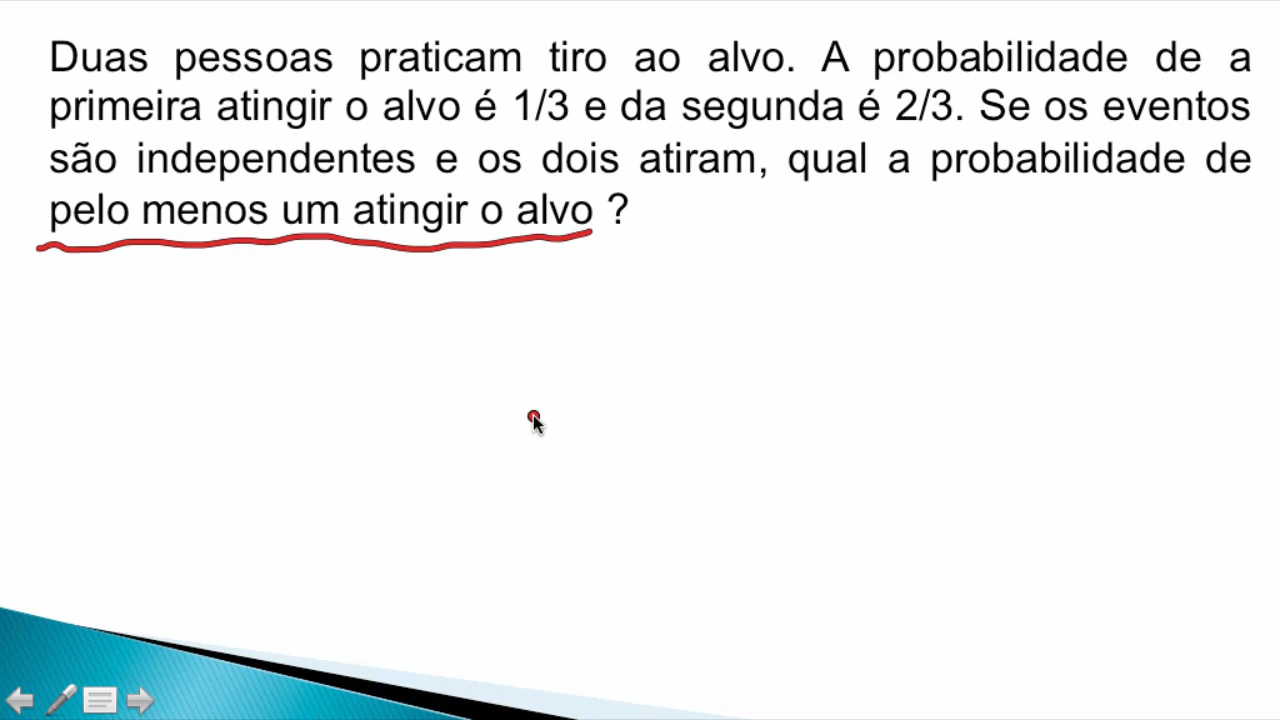 Duas pessoas praticam tiro ao alvo. A probabilidade de a
primeira atingir o alvo é 1/3 e da segunda é 2/3. Se os eventos
são independentes e os dois atiram, qual a probabilidade de
pelo menos um atingir o alvo ?